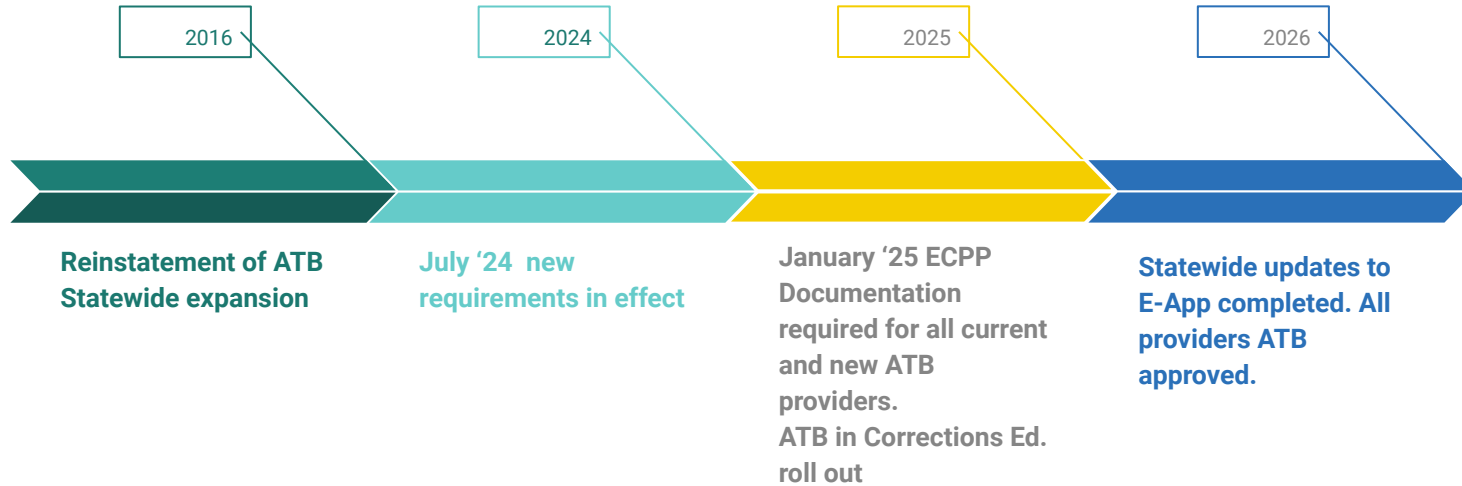 2016
2024
2025
2026
Reinstatement of ATB
Statewide expansion
July ‘24  new
requirements in effect
January ‘25 ECPP
Documentation
required for all current
and new ATB
providers.
ATB in Corrections Ed.
roll out
Statewide updates to
E-App completed. All
providers ATB
approved.